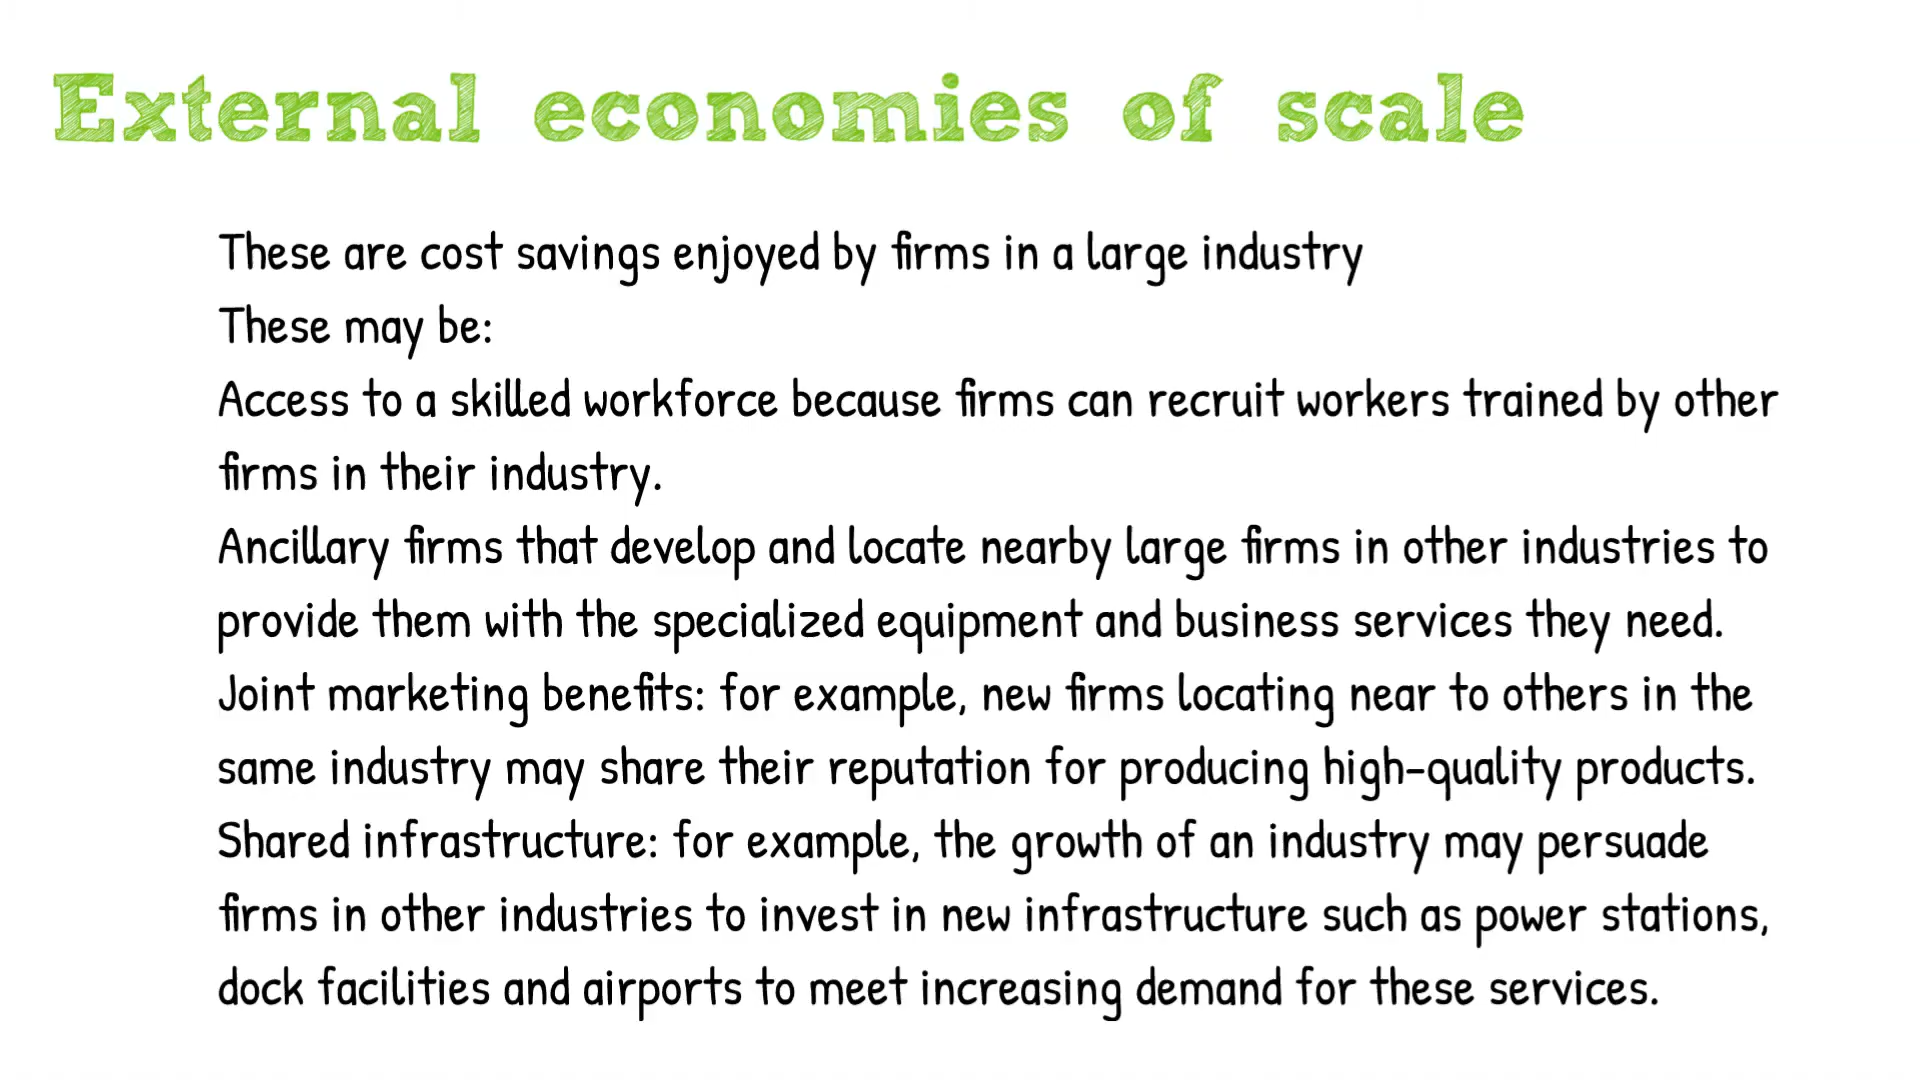 External economies of scale
These are cost savings enjoyed by firms in a large industry
These may be:
Access to a skilled workforce because firms can recruit workers trained by other
firms in their industry.
Ancillary firms that develop and locate nearby large firms in other industries to
provide them with the specialized equipment and business services they need.
Joint marketing benefits: for example, new firms locating near to others in the
same industry may share their reputation for producing high-quality products.
Shared infrastructure: for example, the growth of an industry may persuade
firms in other industries to invest in new infrastructure such as power stations,
dock facilities and airports to meet increasing demand for these services.